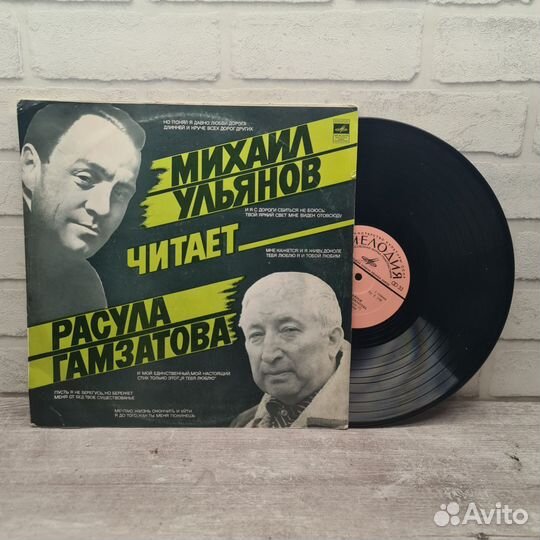 НО ПОНЯЛ Я ДАВНО ЛЮБВИ ДОРОГА
ДЛИННЕЙ И КРУЧЕ ВСЕХ ДОРОГ ДРУГИХ
МИХАИЛ
УЛЬЯНОВ
И Я С ДОРОГИ СБИТЬСЯ НЕ БОЮСЬ:
ТВОЙ ЯРКИЙ СВЕТ МНЕ ВИДЕН ОТОВСЮДУ
ЧИТАЕТ
МНЕ КАЖЕТСЯ: Я ЖИВУ, ДОКОЛЕ
ТЕБЯ ЛЮБЛЮ Я И ТОБОЙ ЛЮБИМ
РАСУЛА
ГАМЗАТОВА
И МОЙ ЕДИНСТВЕННЫЙ, МОЙ НАСТОЯЩИЙ
СТИХ ТОЛЬКО ЭТОТ: „Я ТЕБЯ ЛЮБЛЮ"
ПУСТЬ Я НЕ БЕРЕГУСЬ, НО БЕРЕЖЕТ
МЕНЯ ОТ БЕД ТВОЕ СУЩЕСТВОВАНЬЕ
МЕЧТАЮ ЖИЗНЬ ОКОНЧИТЬ И УЙТИ
Я ДО ТОГО, КАК ТЫ МЕНЯ ПОКИНЕШЬ
МЕЛОДИЯ
33
Avito